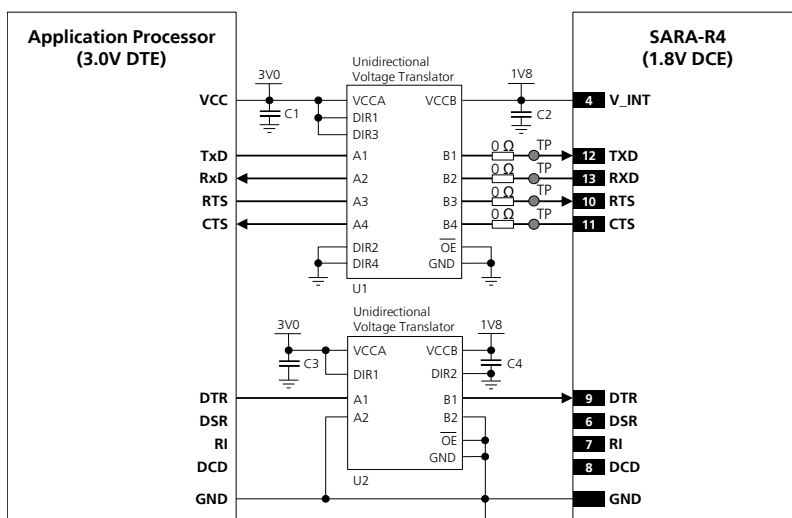 Application Processor
(3.0V DTE)
SARA-R4
(1.8V DCE)
Unidirectional
Voltage Translator
3V0
1V8
VCC
C1
VCCA
VCCB
C2
4
V_INT
DIR1
DIR3
0 Ω
TP
TxD
A1
B1
12
TXD
0 Ω
TP
RxD
A2
B2
13
RXD
0 Ω
TP
RTS
A3
B3
10
RTS
0 Ω
TP
CTS
A4
B4
11
CTS
DIR2
OE
DIR4
GND
U1
Unidirectional
Voltage Translator
3V0
1V8
VCCA
VCCB
C3
C4
DIR1
DIR2
DTR
A1
B1
9
DTR
DSR
A2
B2
6
DSR
RI
OE
7
RI
GND
DCD
8
DCD
U2
GND
GND